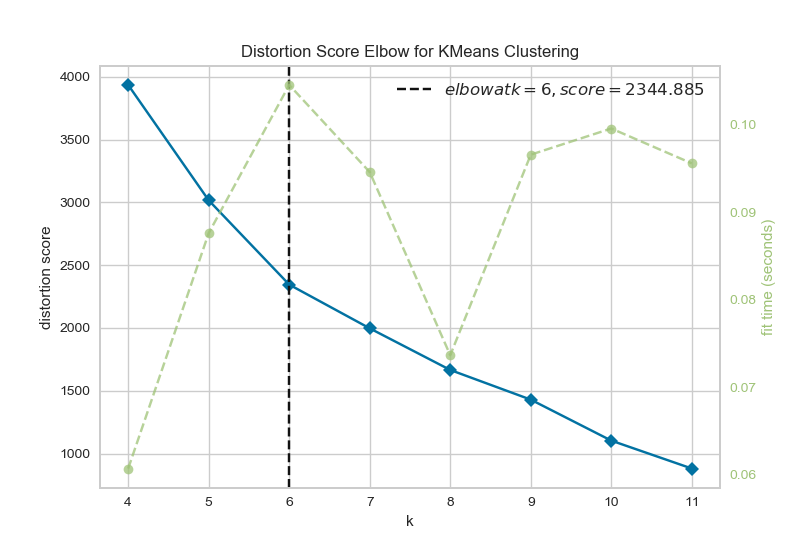 Distortion Score Elbow for KMeans Clustering
elbowatk = 6, score = 2344.885
distortion score
4000
3500
3000
2500
2000
1500
1000
fit time (seconds)
0.10
0.09
0.08
0.07
0.06
4 5 6 7 8 9 10 11
k